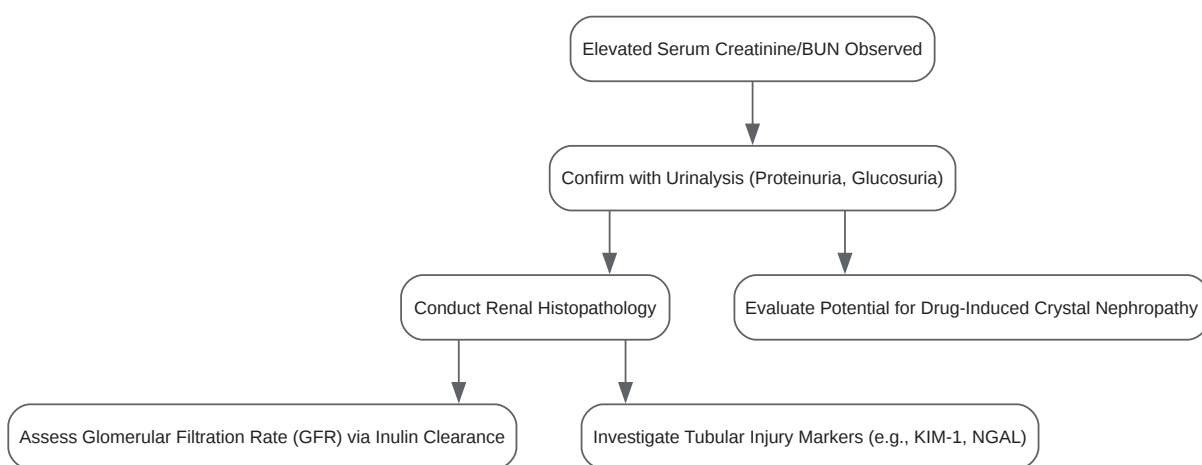 Elevated Serum Creatinine/BUN Observed
Confirm with Urinalysis (Proteinuria, Glucosuria)
Conduct Renal Histopathology
Evaluate Potential for Drug-Induced Crystal Nephropathy
Assess Glomerular Filtration Rate (GFR) via Inulin Clearance
Investigate Tubular Injury Markers (e.g., KIM-1, NGAL)